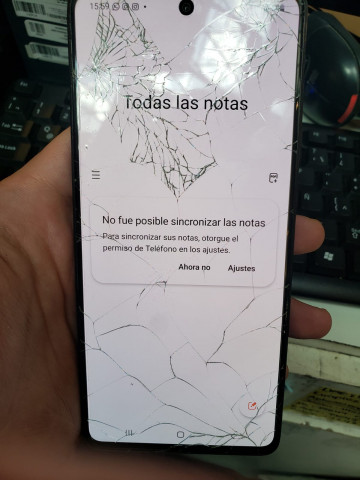 15:59
Todas las notas
No fue posible sincronizar las notas
Para sincronizar sus notas, otorgue el
permiso de Teléfono en los ajustes.
Ahora no Ajustes